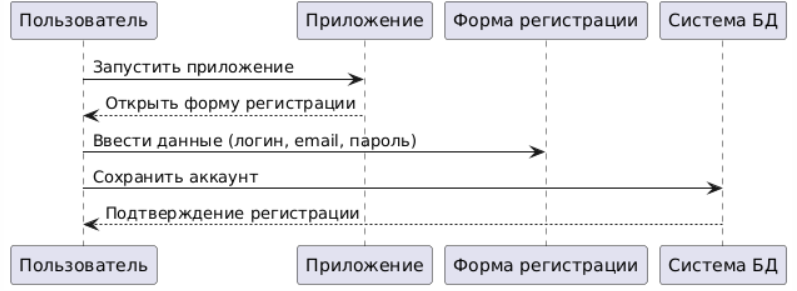 Пользователь
Приложение
Форма регистрации
Система БД
Запустить приложение
Открыть форму регистрации
Ввести данные (логин, email, пароль)
Сохранить аккаунт
Подтверждение регистрации
Пользователь
Приложение
Форма регистрации
Система БД